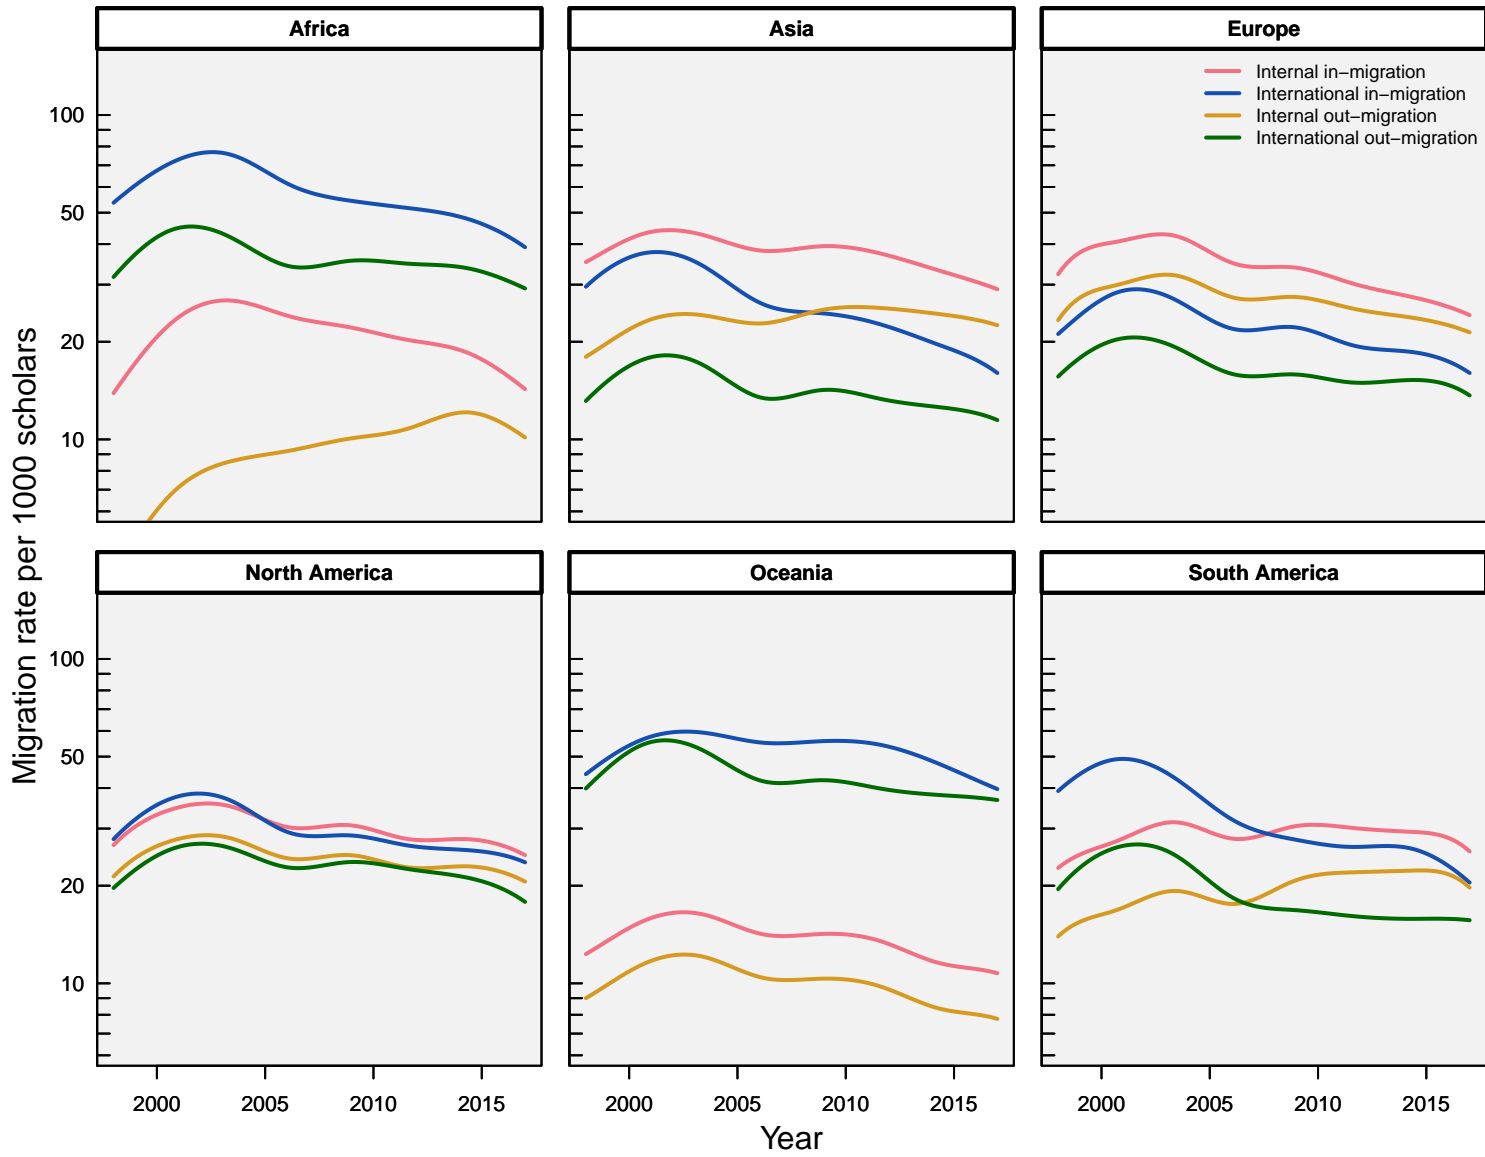 Africa
Asia
Europe
Internal in−migration
International in−migration
Internal out−migration
International out−migration
100
50
20
10
Migration rate per 1000 scholars
North America
Oceania
South America
100
50
20
10
2000 2005 2010 2015
2000 2005 2010 2015
2000 2005 2010 2015
Year